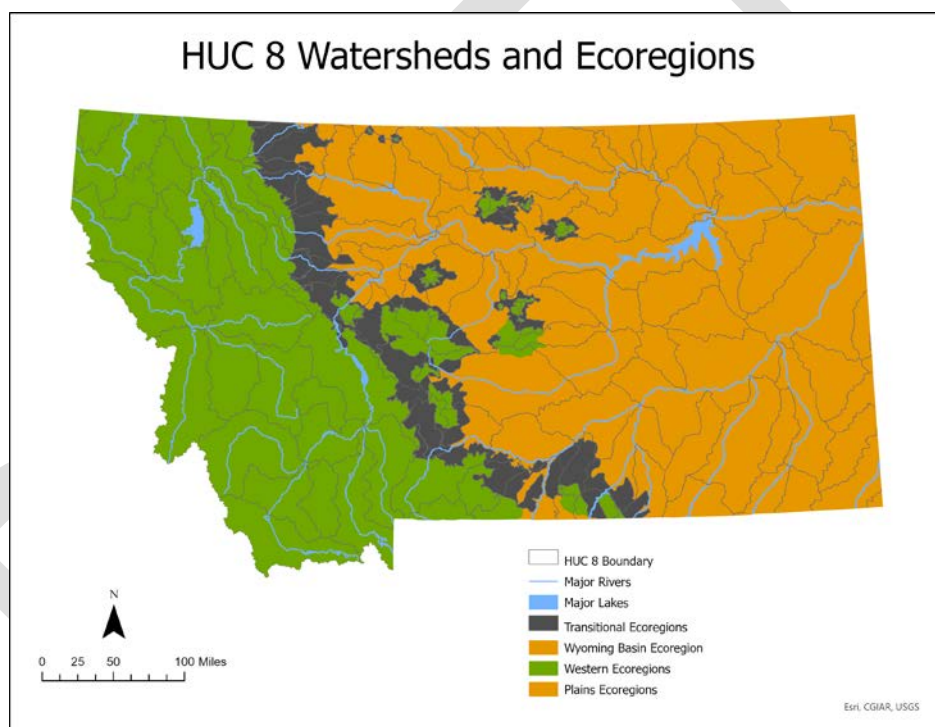 HUC 8 Watersheds and Ecoregions
HUC 8 Boundary
Major Rivers
Major Lakes
Transitional Ecoregions
Wyoming Basin Ecoregion
Western Ecoregions
Plains Ecoregions
N
0 25 50 100 Miles
Esri, CGIAR, USGS